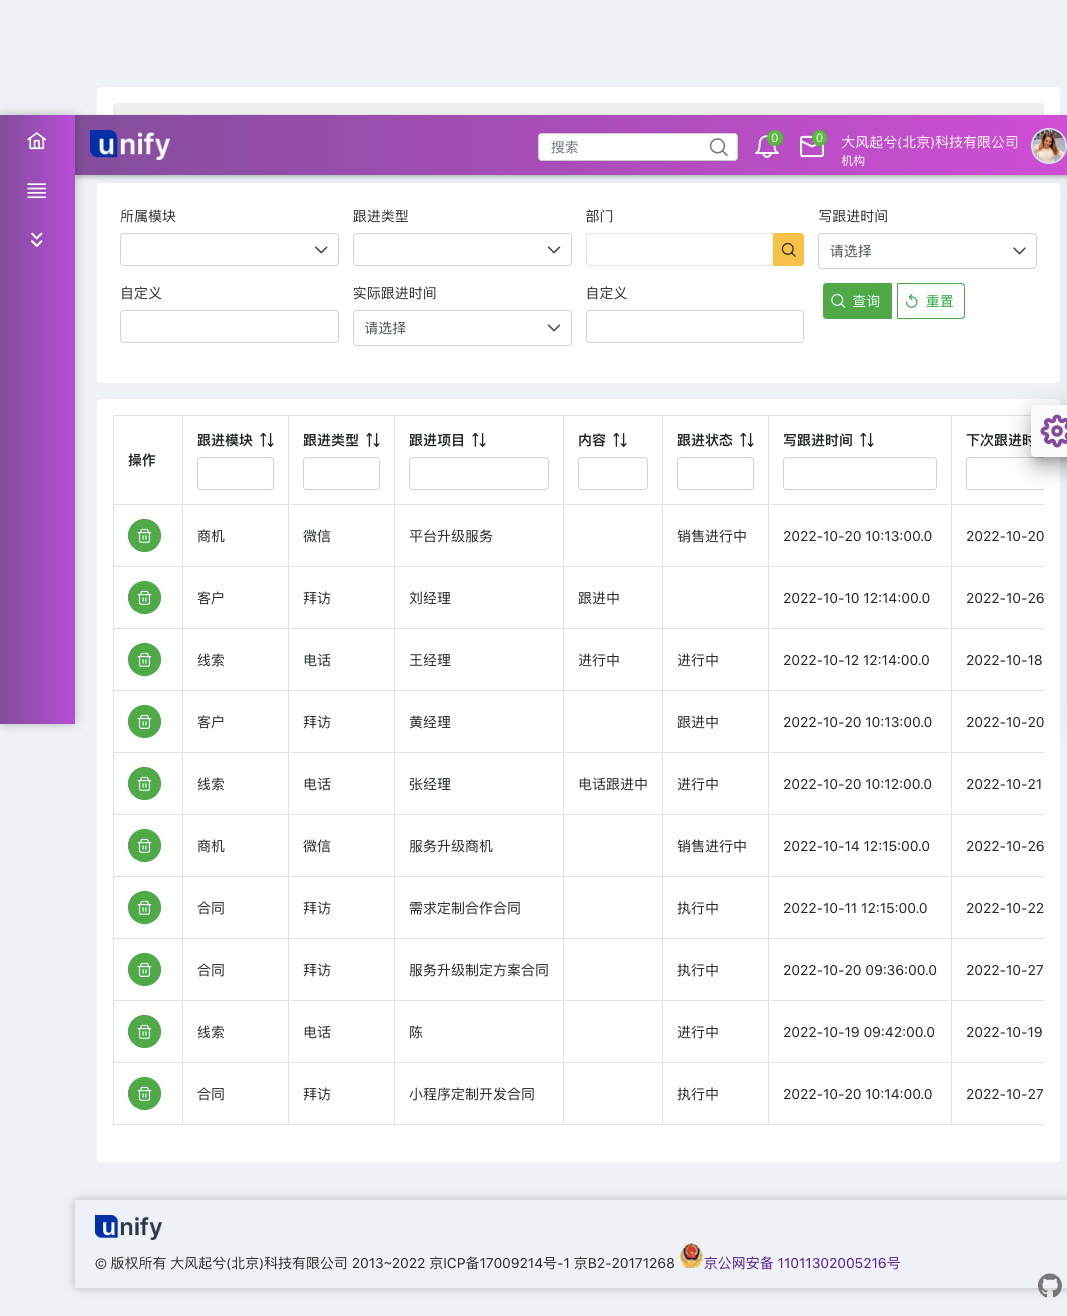 unify
搜索
0
0
大风起兮(北京)科技有限公司
机构
所属模块 跟进类型 部门 写跟进时间
请选择
自定义 实际跟进时间 自定义
请选择
查询 重置
操作 跟进模块 跟进类型 跟进项目 内容 跟进状态 写跟进时间 下次跟进时
商机 微信 平台升级服务 销售进行中 2022-10-20 10:13:00.0 2022-10-20
客户 拜访 刘经理 跟进中 2022-10-10 12:14:00.0 2022-10-26
线索 电话 王经理 进行中 进行中 2022-10-12 12:14:00.0 2022-10-18
客户 拜访 黄经理 跟进中 2022-10-20 10:13:00.0 2022-10-20
线索 电话 张经理 电话跟进中 进行中 2022-10-20 10:12:00.0 2022-10-21
商机 微信 服务升级商机 销售进行中 2022-10-14 12:15:00.0 2022-10-26
合同 拜访 需求定制合作合同 执行中 2022-10-11 12:15:00.0 2022-10-22
合同 拜访 服务升级制定方案合同 执行中 2022-10-20 09:36:00.0 2022-10-27
线索 电话 陈 进行中 2022-10-19 09:42:00.0 2022-10-19
合同 拜访 小程序定制开发合同 执行中 2022-10-20 10:14:00.0 2022-10-27
unify
© 版权所有 大风起兮(北京)科技有限公司 2013~2022 京ICP备17009214号-1 京B2-20171268 京公网安备 11011302005216号